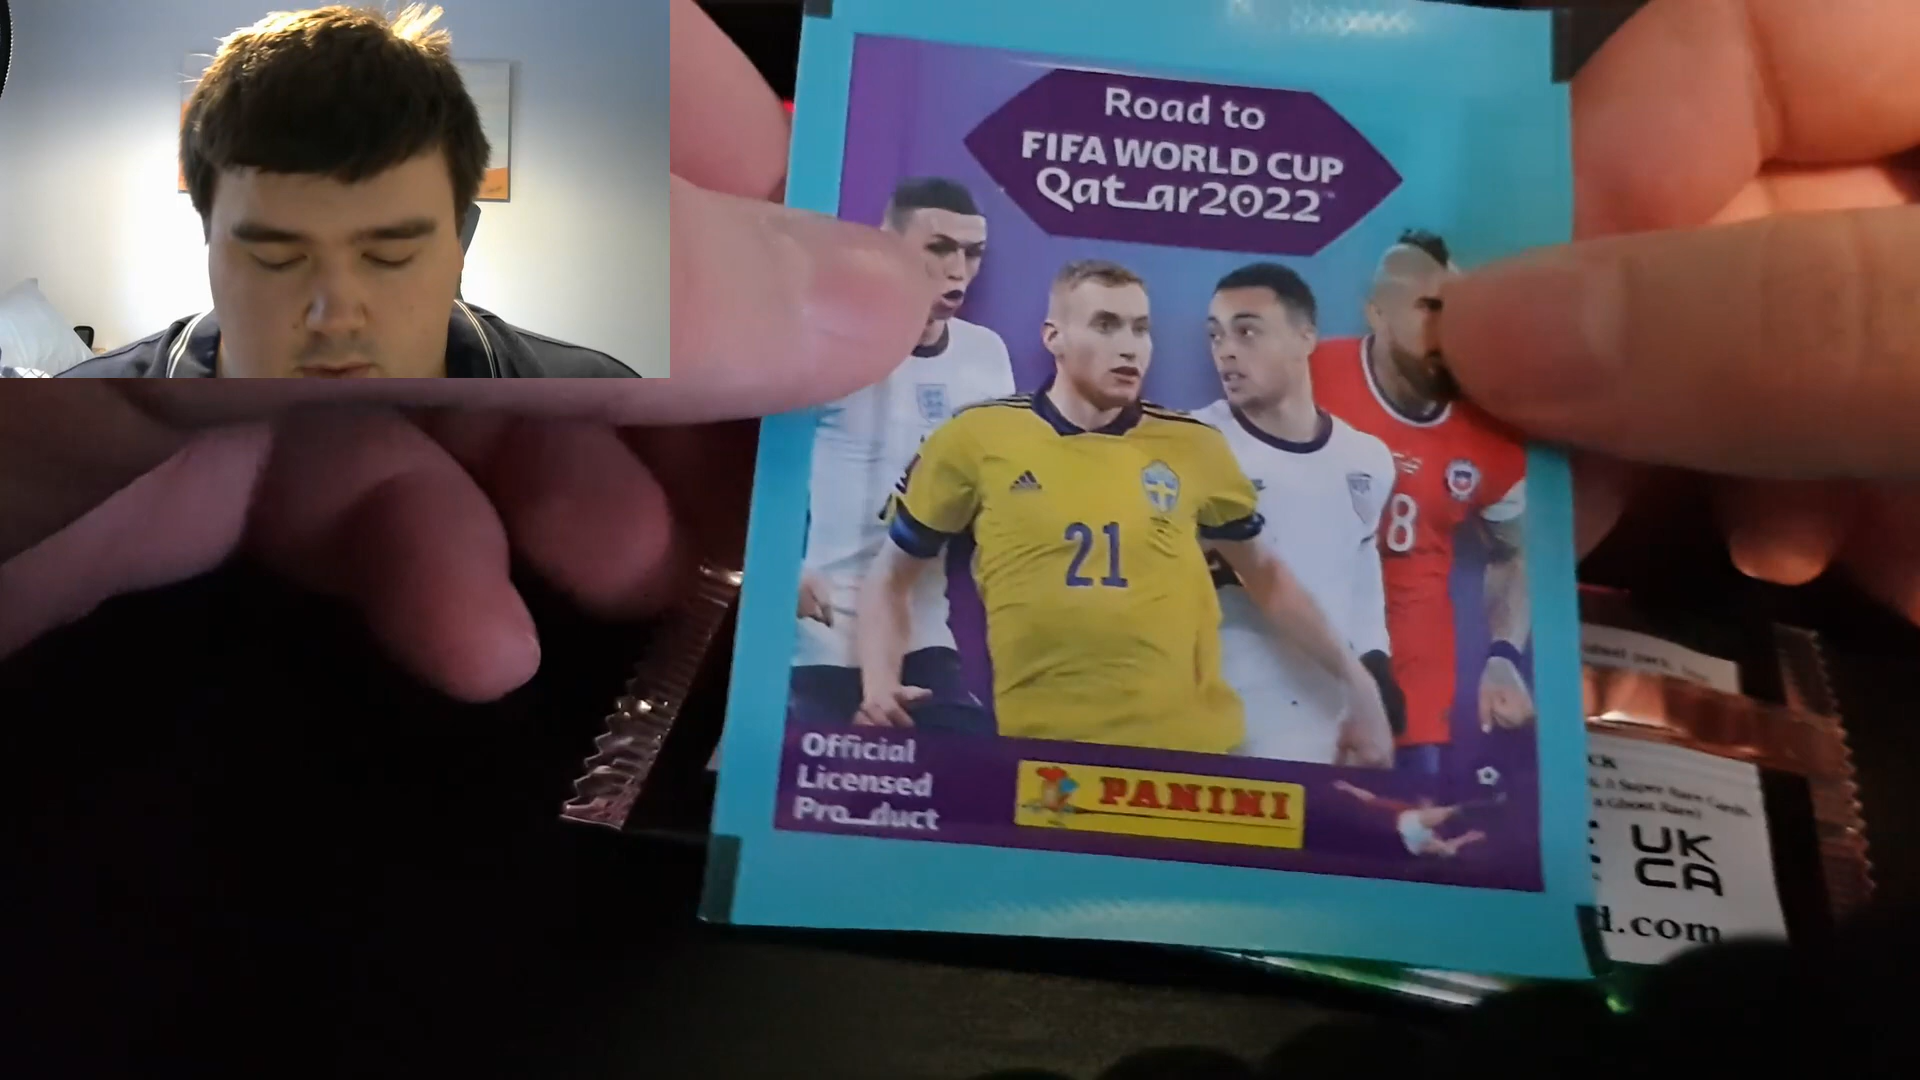 Road to
FIFA WORLD CUP
Qatar2022
21
8
Official
Licensed
Product
PANINI
UK
CA
d.com